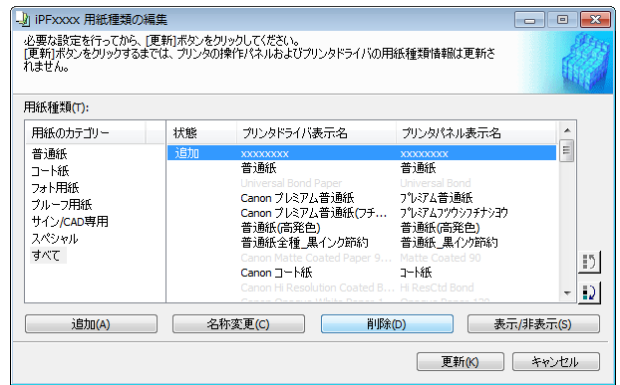 iPFxxxx 用紙種類の編集
必要な設定を行ってから、[更新]ボタンをクリックしてください。
[更新]ボタンをクリックするまでは、プリンタの操作パネルおよびプリンタドライバの用紙種類情報は更新さ
れません。
用紙種類(T):
用紙のカテゴリー 状態 プリンタドライバ表示名 プリンタパネル表示名
普通紙
コート紙
フォト用紙
プルーフ用紙
サイン/CAD専用
スペシャル
すべて
追加 xxxxxxxx xxxxxxxx
普通紙 普通紙
Universal Bond Paper Universal Bond
Canon プレミアム普通紙 プレミアム普通紙
Canon プレミアム普通紙(フチ... プレミアムフツウシフチナシヨウ
普通紙(高発色) 普通紙(高発色)
普通紙全種_黒インク節約 普通紙_黒インク節約
Canon Matte Coated Paper 9... Matte Coated 90
Canon コート紙 コート紙
Canon Hi Resolution Coated B... Hi ResCtd Bond
追加(A) 名称変更(C) 削除(D) 表示/非表示(S)
更新(K) キャンセル